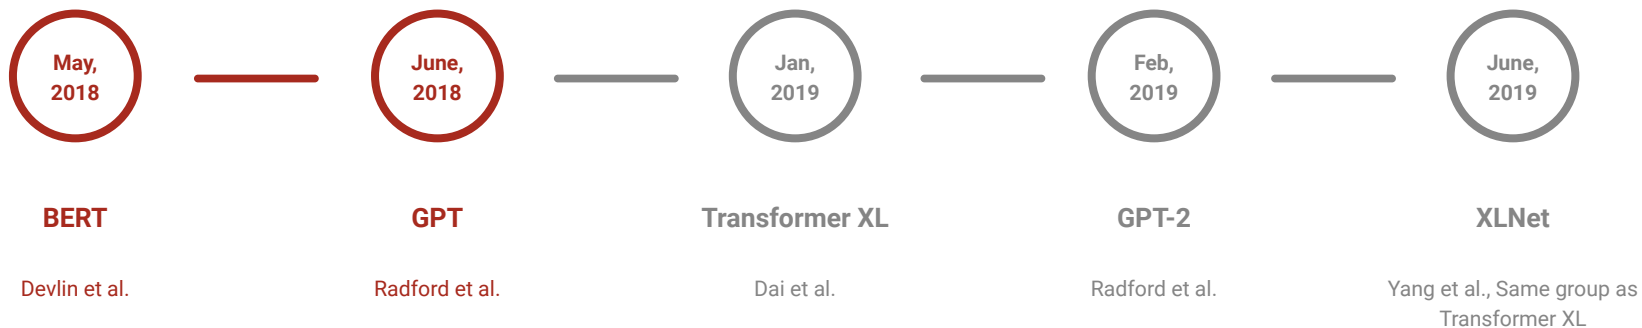 May,
2018
June,
2018
Jan,
2019
Feb,
2019
June,
2019
BERT
GPT
Transformer XL
GPT-2
XLNet
Devlin et al.
Radford et al.
Dai et al.
Radford et al.
Yang et al., Same group as
Transformer XL